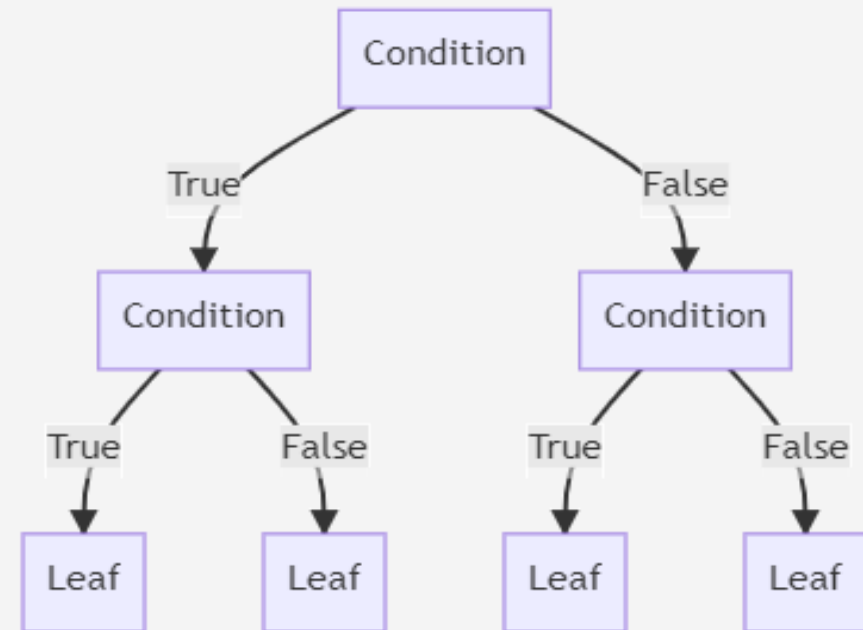 Condition
True False
Condition Condition
True False True False
Leaf Leaf Leaf Leaf